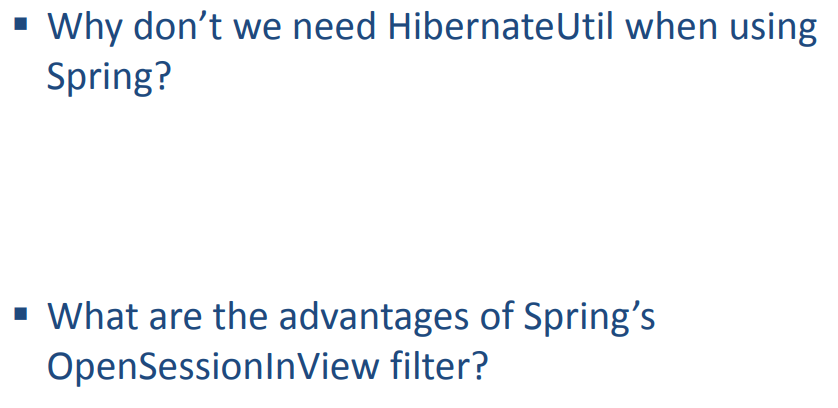 ▪ Why don’t we need HibernateUtil when using
Spring?
▪ What are the advantages of Spring’s
OpenSessionInView filter?